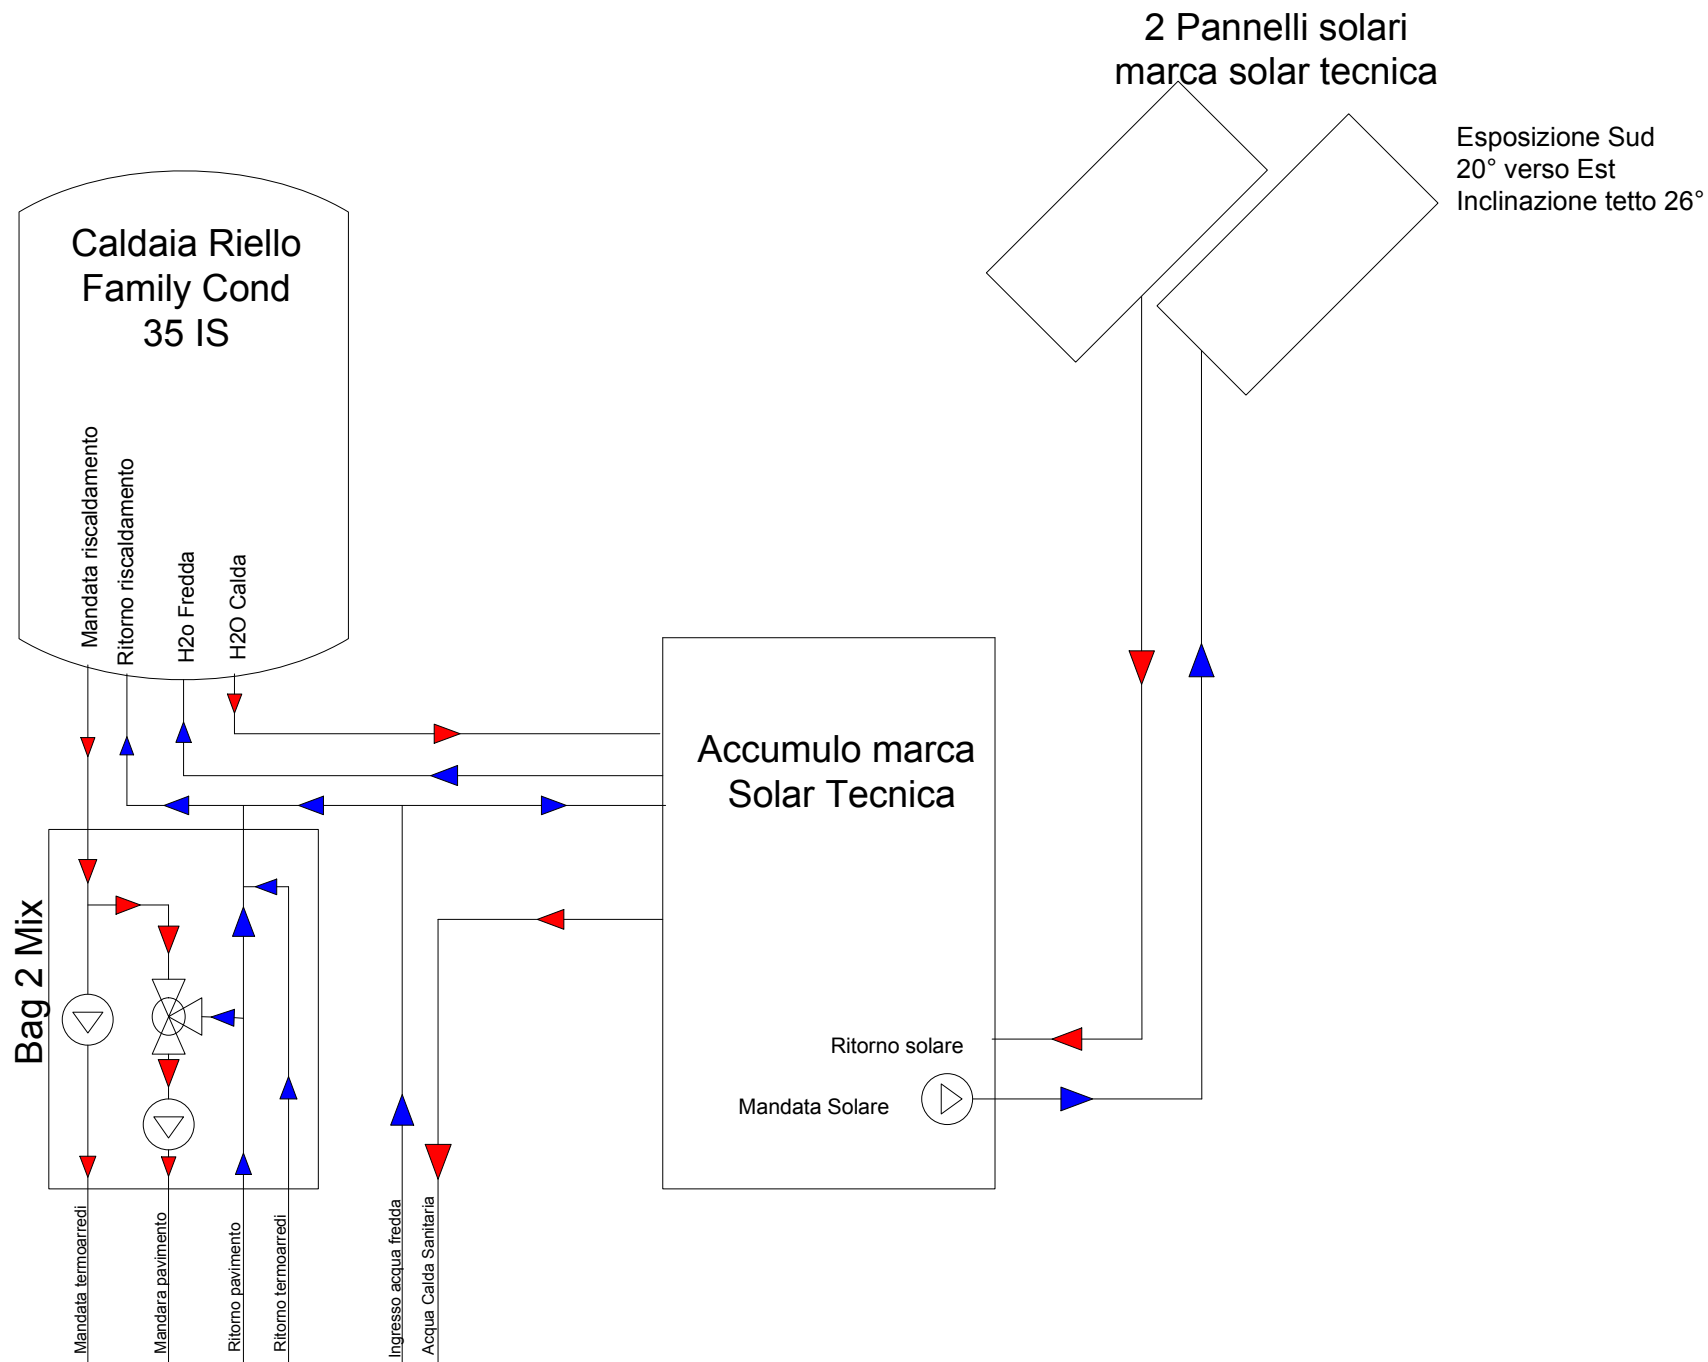 2 Pannelli solari
marca solar tecnica
Esposizione Sud
20° verso Est
Inclinazione tetto 26°
Caldaia Riello
Family Cond
35 IS
Mandata riscaldamento
Ritorno riscaldamento
H2o Fredda
H2O Calda
Accumulo marca
Solar Tecnica
Bag 2 Mix
Ritorno solare
Mandata Solare
Mandata termoarredi
Mandara pavimento
Ritorno pavimento
Ritorno termoarredi
Ingresso acqua fredda
Acqua Calda Sanitaria